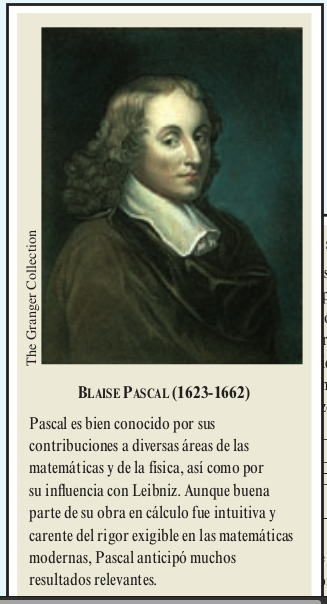 The Granger Collection
BLAISE PASCAL (1623-1662)
Pascal es bien conocido por sus
contribuciones a diversas áreas de las
matemáticas y de la física, así como por
su influencia con Leibniz. Aunque buena
parte de su obra en cálculo fue intuitiva y
carente del rigor exigible en las matemáticas
modernas, Pascal anticipó muchos
resultados relevantes.